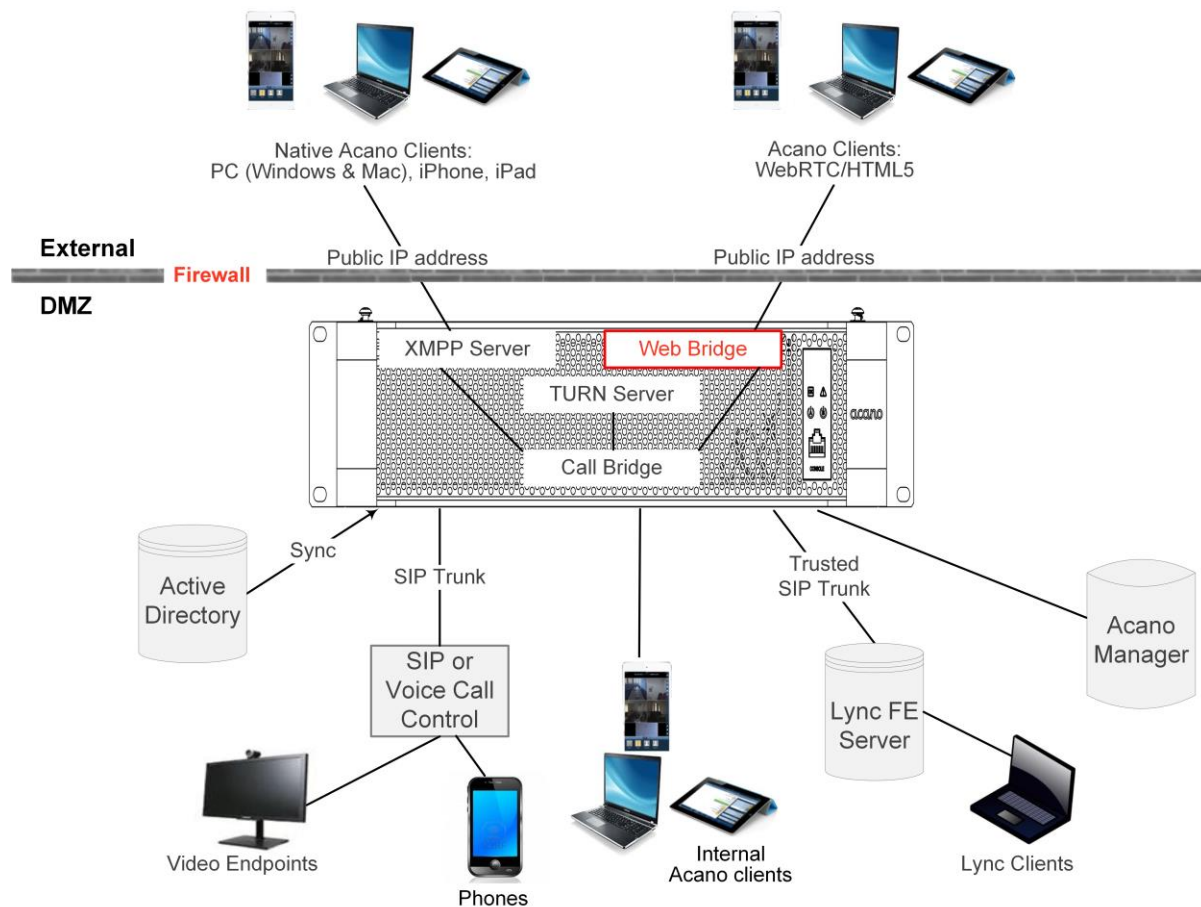 Native Acano Clients:
PC (Windows & Mac), iPhone, iPad
Acano Clients:
WebRTC/HTML5
External
Public IP address
Public IP address
Firewall
DMZ
XMPP Server
Web Bridge
TURN Server
Call Bridge
acano
CONSOLE
Sync
SIP Trunk
Trusted
SIP Trunk
Active
Directory
Acano
Manager
SIP or
Voice Call
Control
Lync FE
Server
Video Endpoints
Phones
Internal
Acano clients
Lync Clients